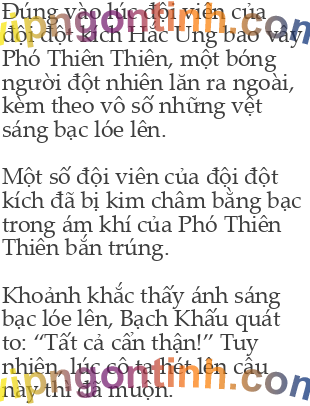 Đúng vào lúc đội viên của
đội đột kích Hắc Ưng bao vây
Phó Thiên Thiên, một bóng
người đột nhiên lăn ra ngoài,
kèm theo vô số những vệt
sáng bạc lóe lên.
Một số đội viên của đội đột
kích đã bị kim châm bằng bạc
trong ám khí của Phó Thiên
Thiên bắn trúng.
Khoảnh khắc thấy ánh sáng
bạc lóe lên, Bạch Khấu quát
to: “Tất cả cẩn thận!” Tuy
nhiên, lúc cô ta hét lên câu
này thì đã muộn.
vipngontinh.com
vipngontinh.com